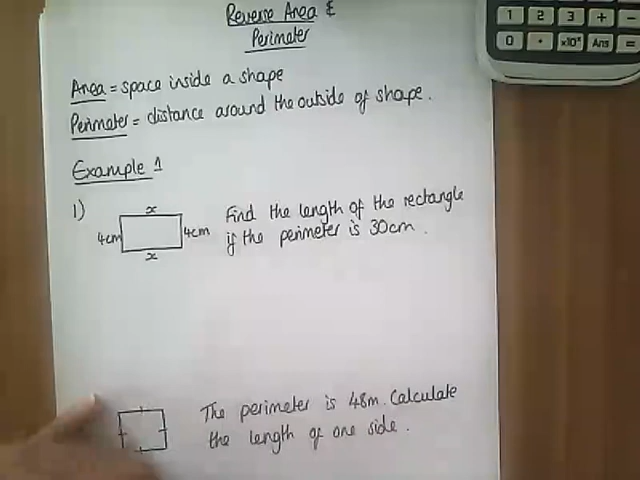 Reverse Area &
Perimeter
1 2 3 + −
0 · ×10ˣ Ans =
Area = space inside a shape
Perimeter = distance around the outside of shape.
Example 1
1)
x
4cm 4cm
x
Find the length of the rectangle
if the perimeter is 30cm.
The perimeter is 48m. Calculate
the length of one side.